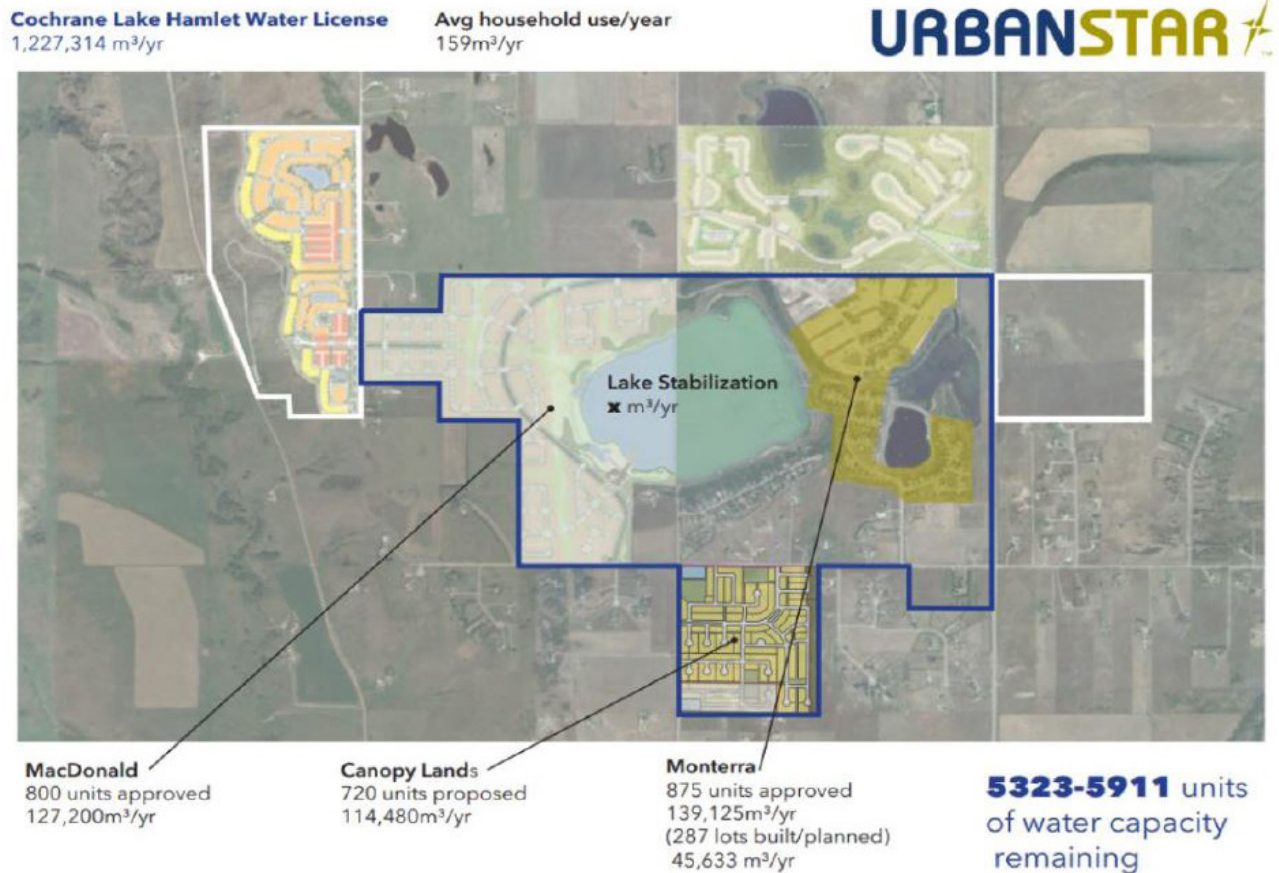 Cochrane Lake Hamlet Water License
1,227,314 m³/yr
Avg household use/year
159m³/yr
URBANSTAR
Lake Stabilization
x m³/yr
MacDonald
800 units approved
127,200m³/yr
Canopy Lands
720 units proposed
114,480m³/yr
Monterra
875 units approved
139,125m³/yr
(287 lots built/planned)
45,633 m³/yr
5323-5911 units
of water capacity
remaining